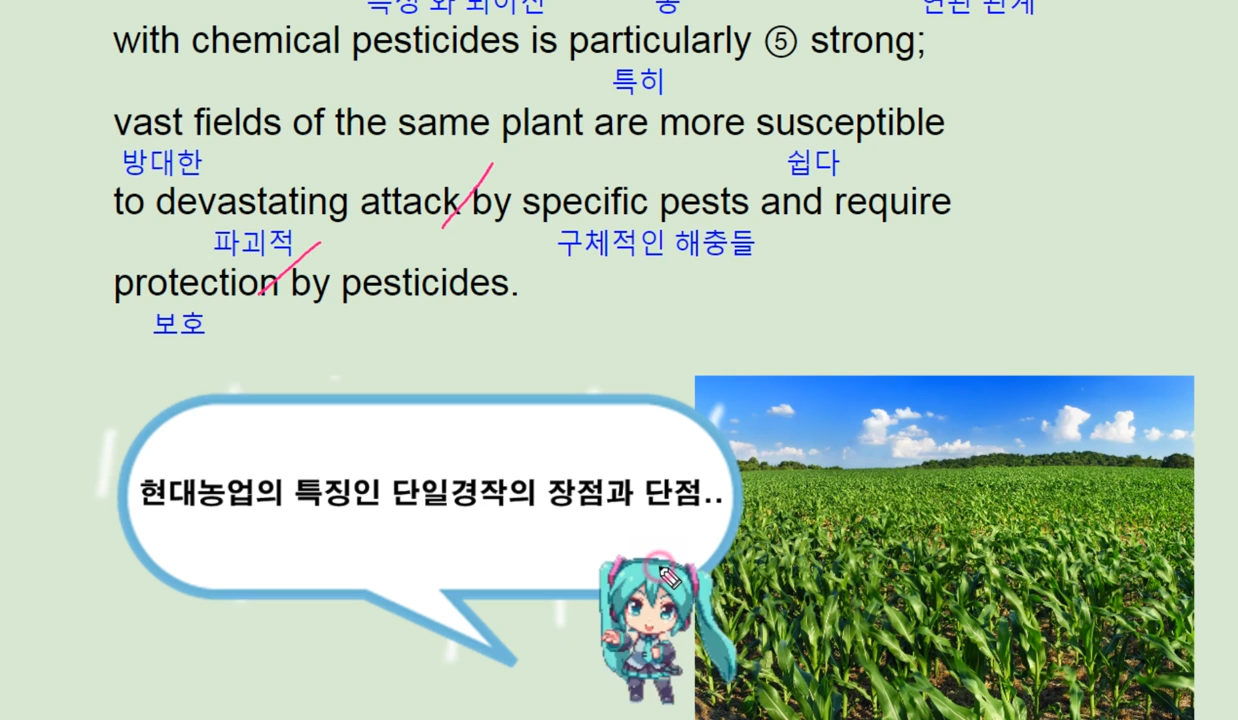 with chemical pesticides is particularly ⑤ strong;
특히
vast fields of the same plant are more susceptible
방대한 쉽다
to devastating attack by specific pests and require
파괴적 구체적인 해충들
protection by pesticides.
보호
현대농업의 특징인 단일경작의 장점과 단점..